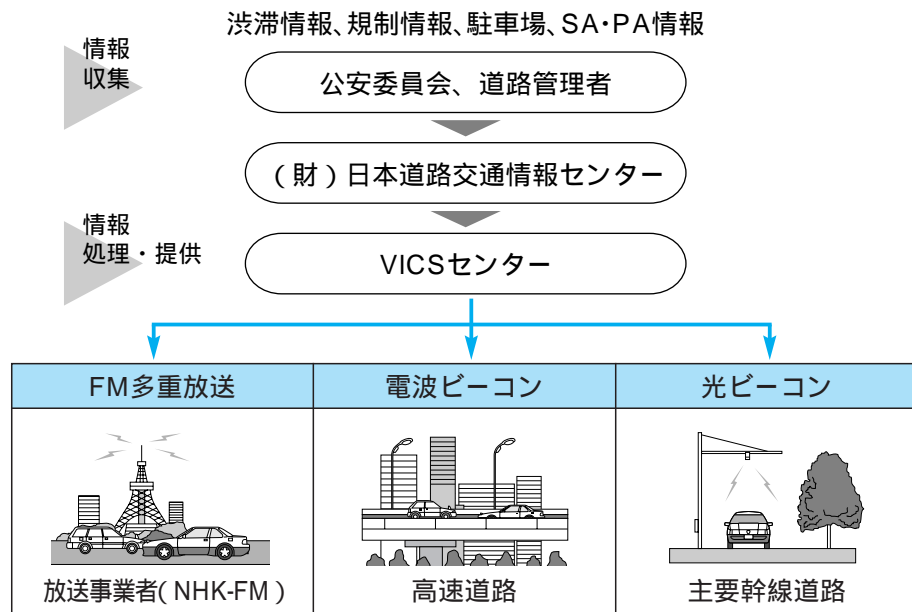 渋滞情報、規制情報、駐車場、SA・PA情報
情報
収集
公安委員会、道路管理者
(財)日本道路交通情報センター
情報
処理・提供
VICSセンター
FM多重放送
電波ビーコン
光ビーコン
放送事業者(NHK-FM)
高速道路
主要幹線道路